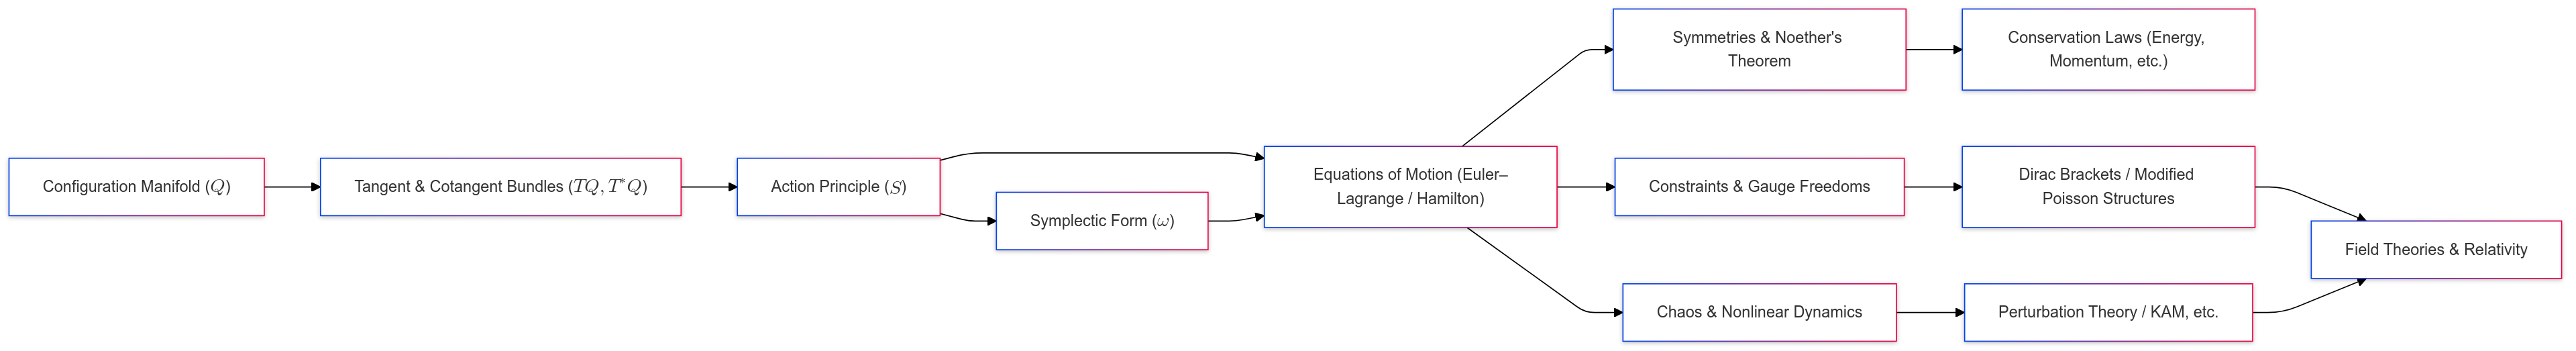 Configuration Manifold (Q)
Tangent & Cotangent Bundles (TQ, T*Q)
Action Principle (S)
Symplectic Form (ω)
Equations of Motion (Euler–
Lagrange / Hamilton)
Symmetries & Noether's
Theorem
Conservation Laws (Energy,
Momentum, etc.)
Constraints & Gauge Freedoms
Dirac Brackets / Modified
Poisson Structures
Chaos & Nonlinear Dynamics
Perturbation Theory / KAM, etc.
Field Theories & Relativity